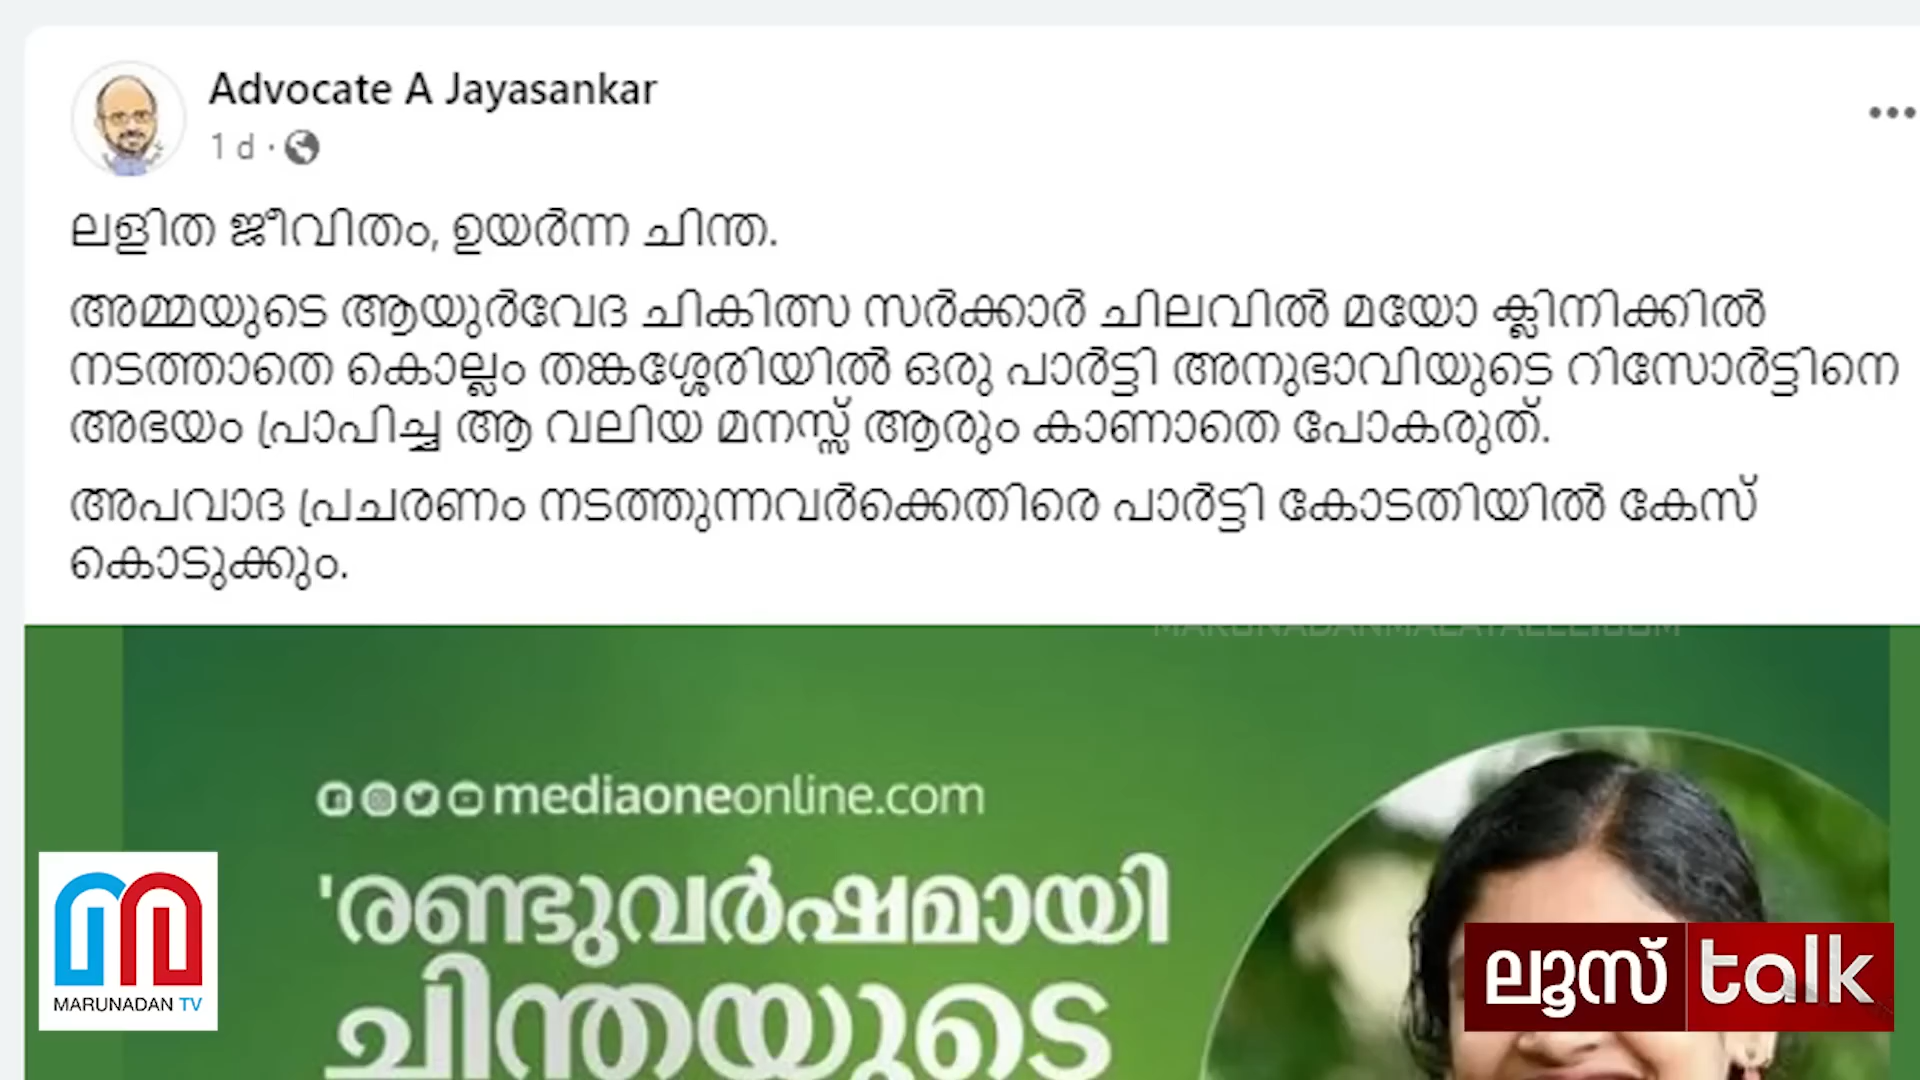 Advocate A Jayasankar
1 d ·
ലളിത ജീവിതം, ഉയർന്ന ചിന്ത.
അമ്മയുടെ ആയുർവേദ ചികിത്സ സർക്കാർ ചിലവിൽ മയോ ക്ലിനിക്കിൽ
നടത്താതെ കൊല്ലം തങ്കശ്ശേരിയിൽ ഒരു പാർട്ടി അനുഭാവിയുടെ റിസോർട്ടിനെ
അഭയം പ്രാപിച്ച ആ വലിയ മനസ്സ് ആരും കാണാതെ പോകരുത്.
അപവാദ പ്രചരണം നടത്തുന്നവർക്കെതിരെ പാർട്ടി കോടതിയിൽ കേസ്
കൊടുക്കും.
MARUNADANMALAYALEE.COM
mediaoneonline.com
'രണ്ടുവർഷമായി
ചിന്തയുടെ
MARUNADAN TV
ലൂസ് talk